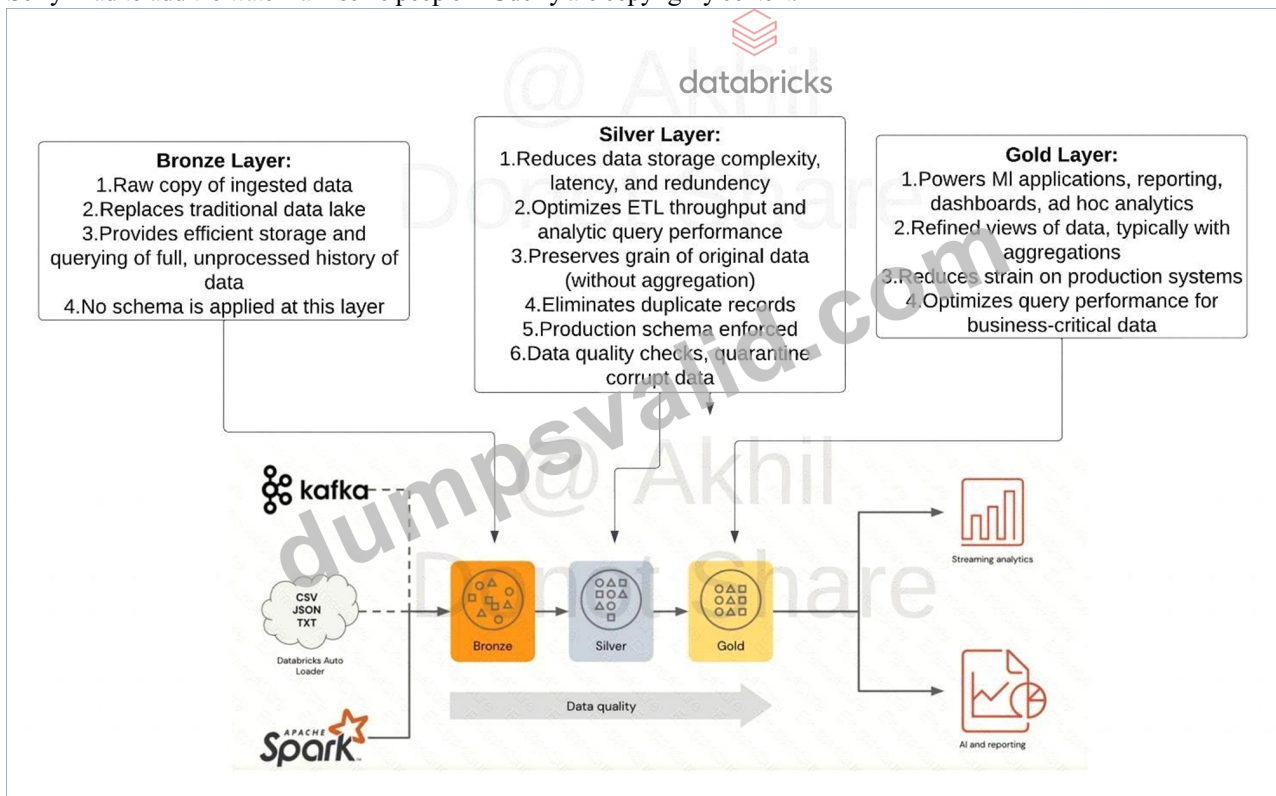 databricks
Bronze Layer:
1.Raw copy of ingested data
2.Replaces traditional data lake
3.Provides efficient storage and
querying of full, unprocessed history of
data
4.No schema is applied at this layer
Silver Layer:
1.Reduces data storage complexity,
latency, and redundency
2.Optimizes ETL throughput and
analytic query performance
3.Preserves grain of original data
(without aggregation)
4.Eliminates duplicate records
5.Production schema enforced
6.Data quality checks, quarantine
corrupt data
Gold Layer:
1.Powers Ml applications, reporting,
dashboards, ad hoc analytics
2.Refined views of data, typically with
aggregations
3.Reduces strain on production systems
4.Optimizes query performance for
business-critical data
@ Akhil
Donot Share
dumpsvalid.com
@ Akhil
Donot Share
kafka
CSV
JSON
TXT
Databricks Auto
Loader
APACHE
Spark
Bronze
Silver
Gold
Data quality
Streaming analytics
AI and reporting